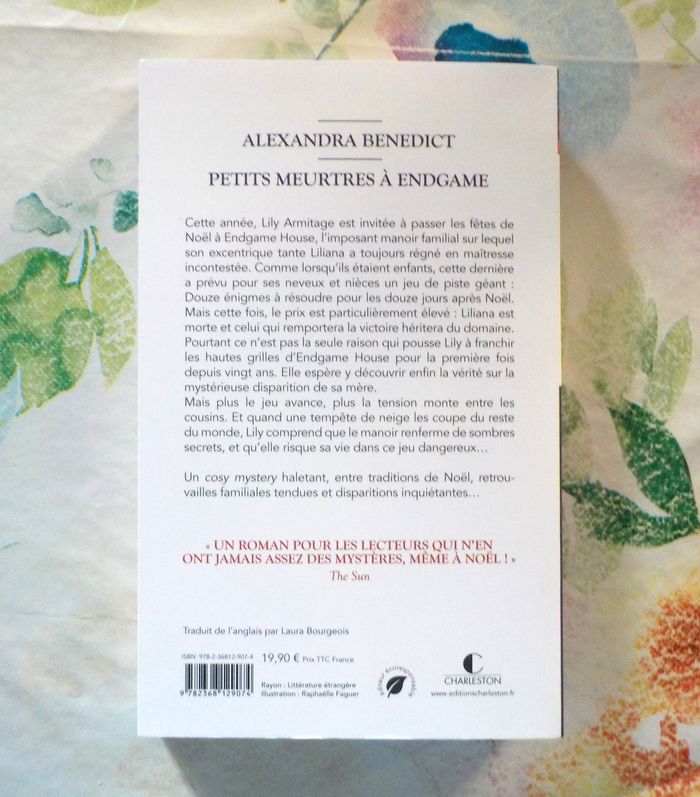 ALEXANDRA BENEDICT
PETITS MEURTRES À ENDGAME
Cette année, Lily Armitage est invitée à passer les fêtes de
Noël à Endgame House, l'imposant manoir familial sur lequel
son excentrique tante Liliana a toujours régné en maîtresse
incontestée. Comme lorsqu'ils étaient enfants, cette dernière
a prévu pour ses neveux et nièces un jeu de piste géant :
Douze énigmes à résoudre pour les douze jours après Noël.
Mais cette fois, le prix est particulièrement élevé : Liliana est
morte et celui qui remportera la victoire héritera du domaine.
Pourtant ce n'est pas la seule raison qui pousse Lily à franchir
les hautes grilles d'Endgame House pour la première fois
depuis vingt ans. Elle espère y découvrir enfin la vérité sur la
mystérieuse disparition de sa mère.
Mais plus le jeu avance, plus la tension monte entre les
cousins. Et quand une tempête de neige les coupe du reste
du monde, Lily comprend que le manoir renferme de sombres
secrets, et qu'elle risque sa vie dans ce jeu dangereux…
Un cosy mystery haletant, entre traditions de Noël, retrou-
vailles familiales tendues et disparitions inquiétantes…
« UN ROMAN POUR LES LECTEURS QUI N'EN
ONT JAMAIS ASSEZ DES MYSTÈRES, MÊME À NOËL ! »
The Sun
Traduit de l'anglais par Laura Bourgeois
ISBN : 978-2-36812-907-4
19,90 € Prix TTC France
Rayon : Littérature étrangère
Illustration : Raphaëlle Faguer
9 782368 129074
Éditeur écoresponsable
CHARLESTON
www.editionscharleston.fr